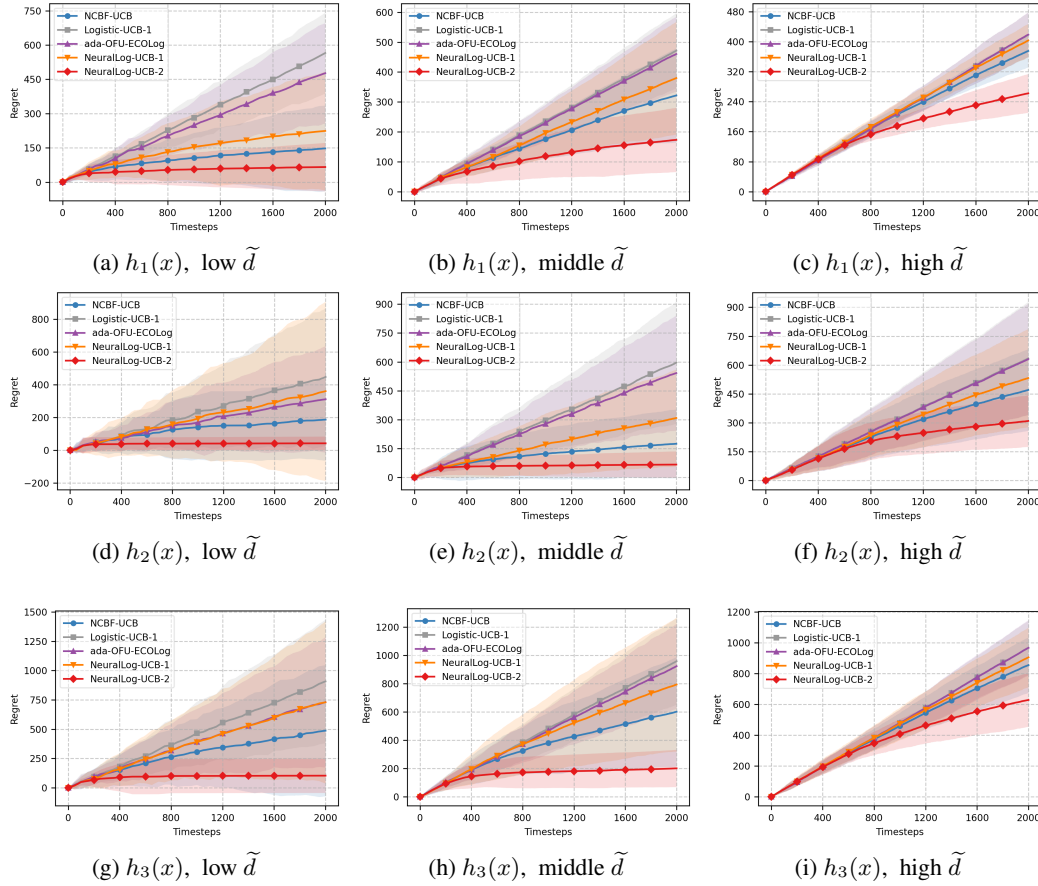 750
600
450
300
150
0
Regret
NCBF-UCB
Logistic-UCB-1
ada-OFU-ECOLog
NeuralLog-UCB-1
NeuralLog-UCB-2
0 400 800 1200 1600 2000
Timesteps
(a) h₁(x), low d̃
600
500
400
300
200
100
0
Regret
NCBF-UCB
Logistic-UCB-1
ada-OFU-ECOLog
NeuralLog-UCB-1
NeuralLog-UCB-2
0 400 800 1200 1600 2000
Timesteps
(b) h₁(x), middle d̃
480
400
320
240
160
80
0
Regret
NCBF-UCB
Logistic-UCB-1
ada-OFU-ECOLog
NeuralLog-UCB-1
NeuralLog-UCB-2
0 400 800 1200 1600 2000
Timesteps
(c) h₁(x), high d̃
800
600
400
200
0
−200
Regret
NCBF-UCB
Logistic-UCB-1
ada-OFU-ECOLog
NeuralLog-UCB-1
NeuralLog-UCB-2
0 400 800 1200 1600 2000
Timesteps
(d) h₂(x), low d̃
900
750
600
450
300
150
0
Regret
NCBF-UCB
Logistic-UCB-1
ada-OFU-ECOLog
NeuralLog-UCB-1
NeuralLog-UCB-2
0 400 800 1200 1600 2000
Timesteps
(e) h₂(x), middle d̃
900
750
600
450
300
150
0
Regret
NCBF-UCB
Logistic-UCB-1
ada-OFU-ECOLog
NeuralLog-UCB-1
NeuralLog-UCB-2
0 400 800 1200 1600 2000
Timesteps
(f) h₂(x), high d̃
1500
1250
1000
750
500
250
0
Regret
NCBF-UCB
Logistic-UCB-1
ada-OFU-ECOLog
NeuralLog-UCB-1
NeuralLog-UCB-2
0 400 800 1200 1600 2000
Timesteps
(g) h₃(x), low d̃
1200
1000
800
600
400
200
0
Regret
NCBF-UCB
Logistic-UCB-1
ada-OFU-ECOLog
NeuralLog-UCB-1
NeuralLog-UCB-2
0 400 800 1200 1600 2000
Timesteps
(h) h₃(x), middle d̃
1200
1000
800
600
400
200
0
Regret
NCBF-UCB
Logistic-UCB-1
ada-OFU-ECOLog
NeuralLog-UCB-1
NeuralLog-UCB-2
0 400 800 1200 1600 2000
Timesteps
(i) h₃(x), high d̃